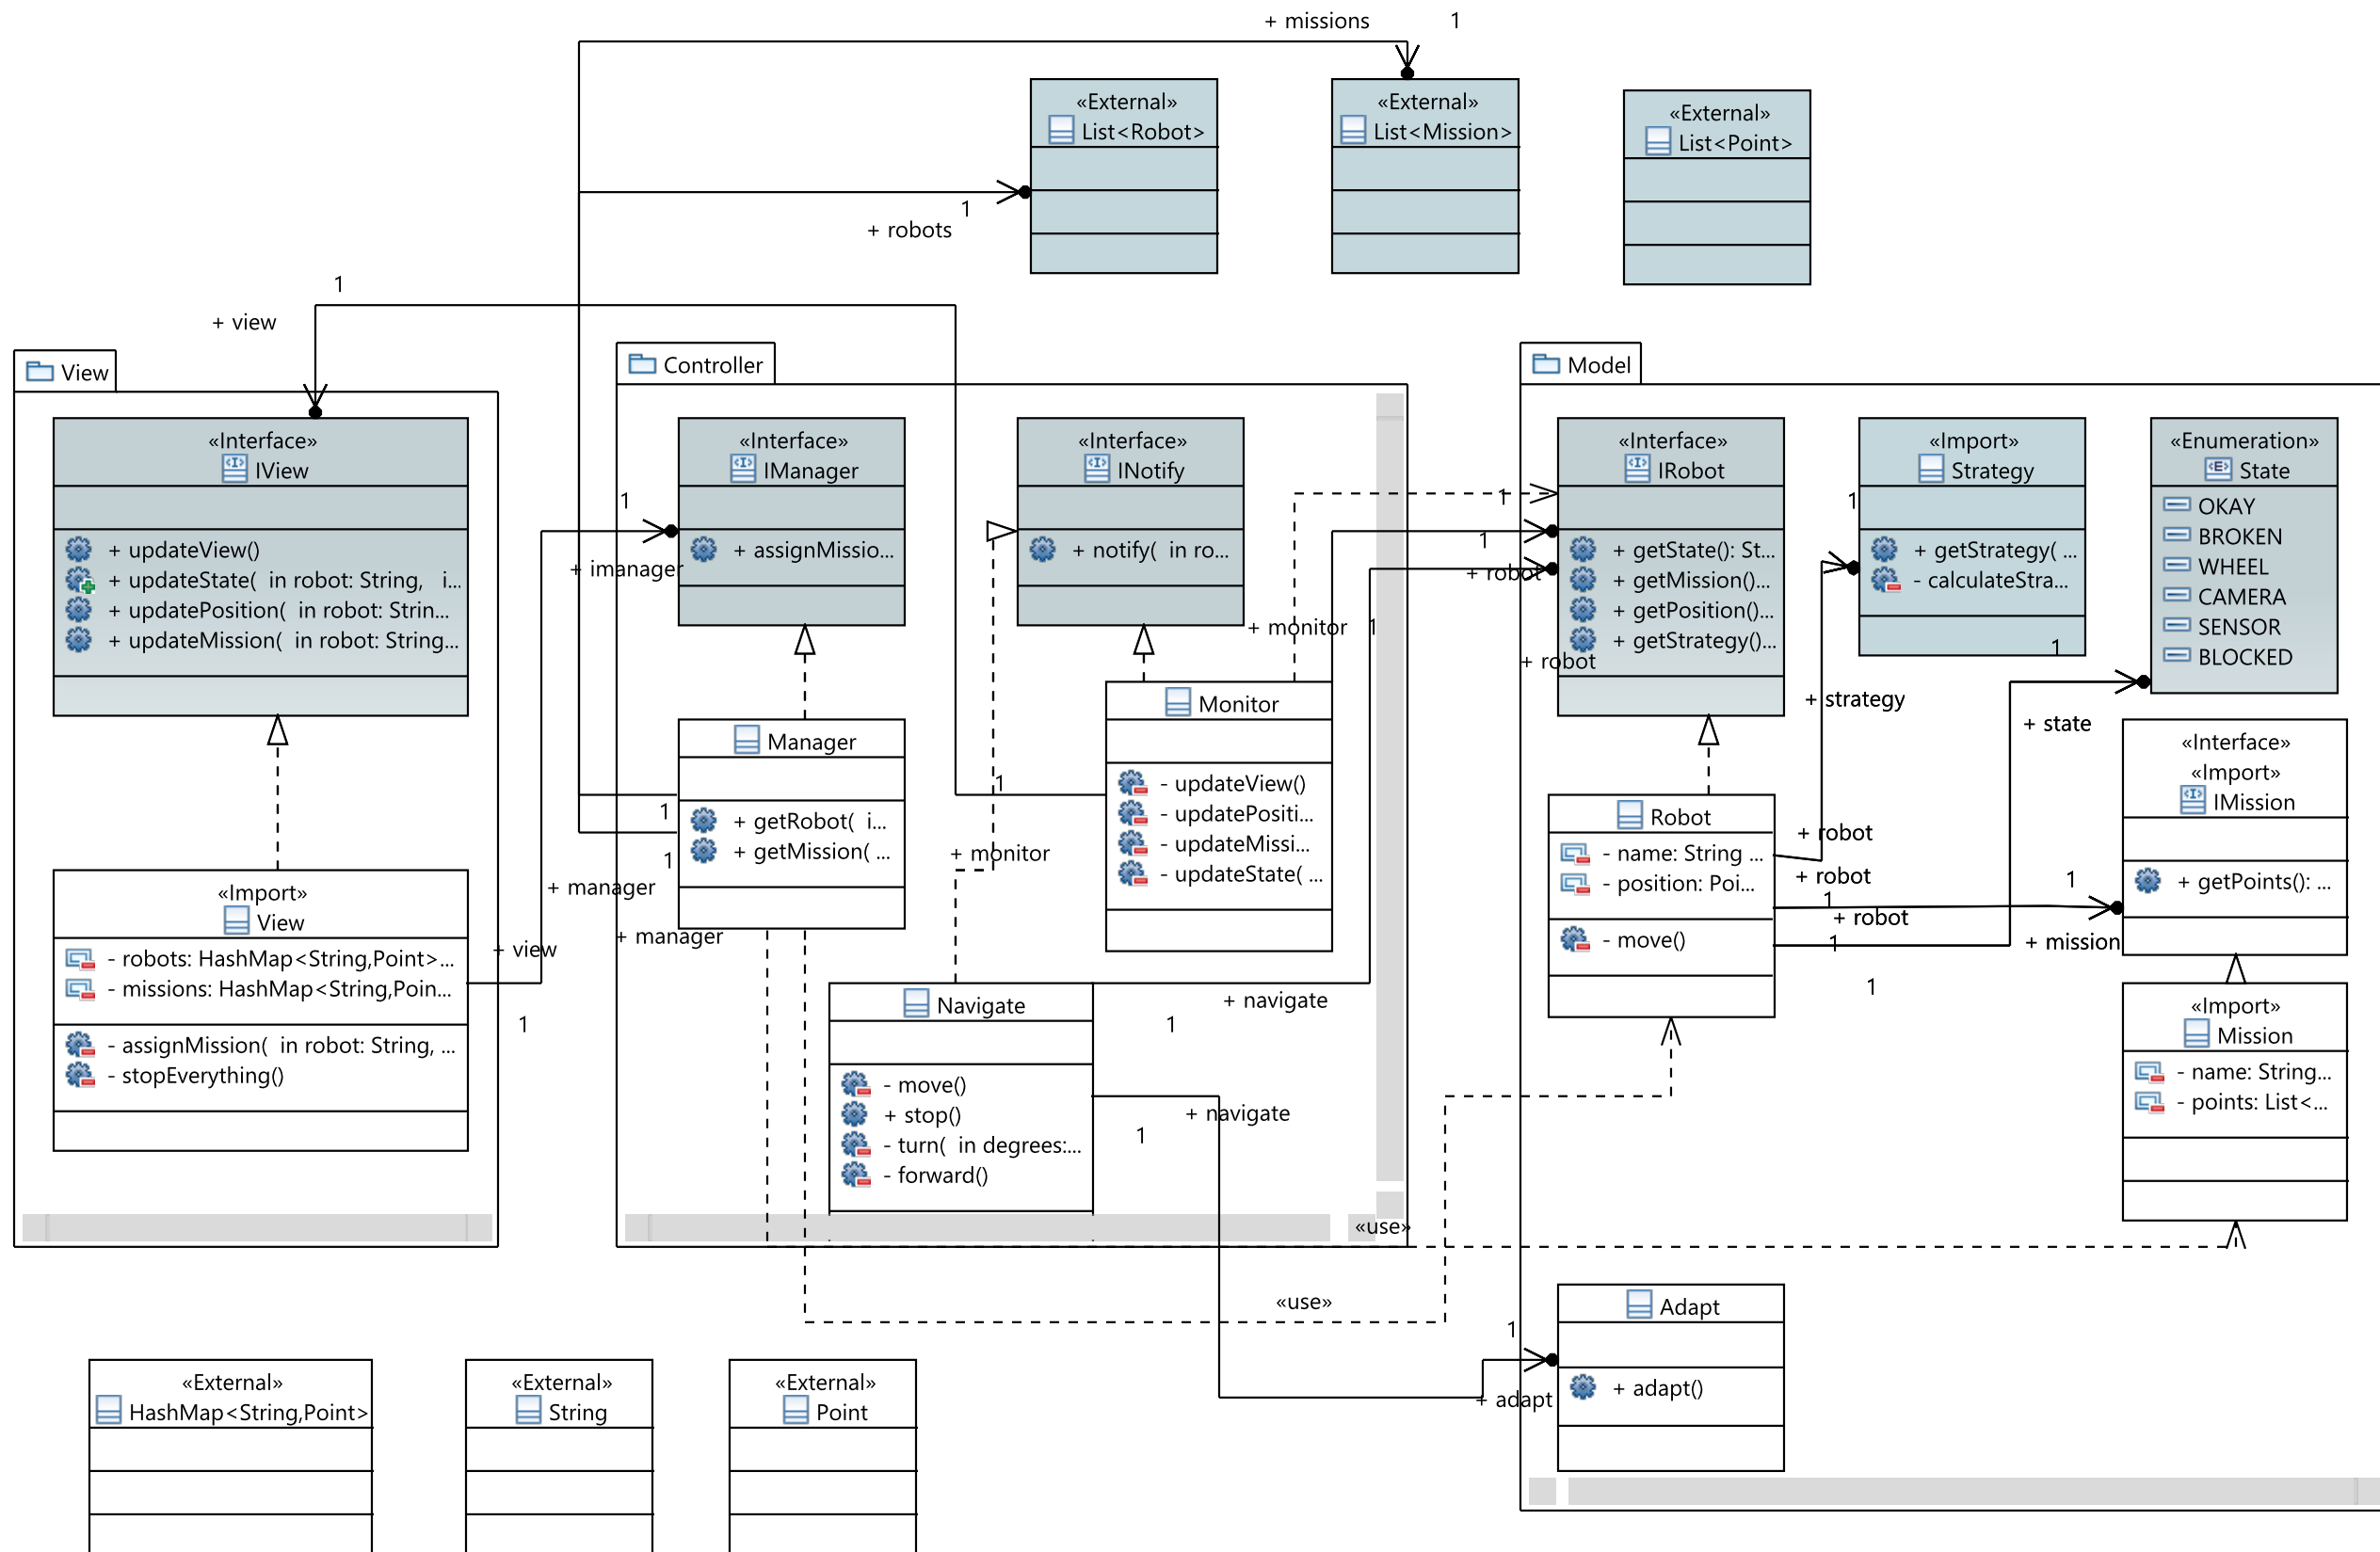 + missions
1
«External»
List<Robot>
«External»
List<Mission>
«External»
List<Point>
1
+ robots
1
+ view
View
Controller
Model
«Interface»
IView
+ updateView()
+ updateState(  in robot: String,   i...
+ updatePosition(  in robot: Strin...
+ updateMission(  in robot: String...
«Interface»
IManager
+ assignMissio...
1
+ imanager
«Interface»
INotify
+ notify(  in ro...
«Interface»
IRobot
+ getState(): St...
+ getMission()...
+ getPosition()...
+ getStrategy()...
1
1
+ robot
+ monitor
1
+ robot
«Import»
Strategy
+ getStrategy( ...
- calculateStra...
1
1
+ strategy
«Enumeration»
State
OKAY
BROKEN
WHEEL
CAMERA
SENSOR
BLOCKED
+ state
Manager
+ getRobot(  i...
+ getMission( ...
1
1
+ manager
+ manager
Monitor
- updateView()
- updatePositi...
- updateMissi...
- updateState( ...
1
+ monitor
Robot
- name: String ...
- position: Poi...
- move()
+ robot
+ robot
1
+ robot
1
1
1
+ mission
«Interface»
«Import»
IMission
+ getPoints(): ...
«Import»
View
- robots: HashMap<String,Point>...
- missions: HashMap<String,Poin...
- assignMission(  in robot: String, ...
- stopEverything()
+ view
1
Navigate
- move()
+ stop()
- turn(  in degrees:...
- forward()
+ navigate
1
+ navigate
1
«Import»
Mission
- name: String...
- points: List<...
«use»
«use»
1
+ adapt
Adapt
+ adapt()
«External»
HashMap<String,Point>
«External»
String
«External»
Point